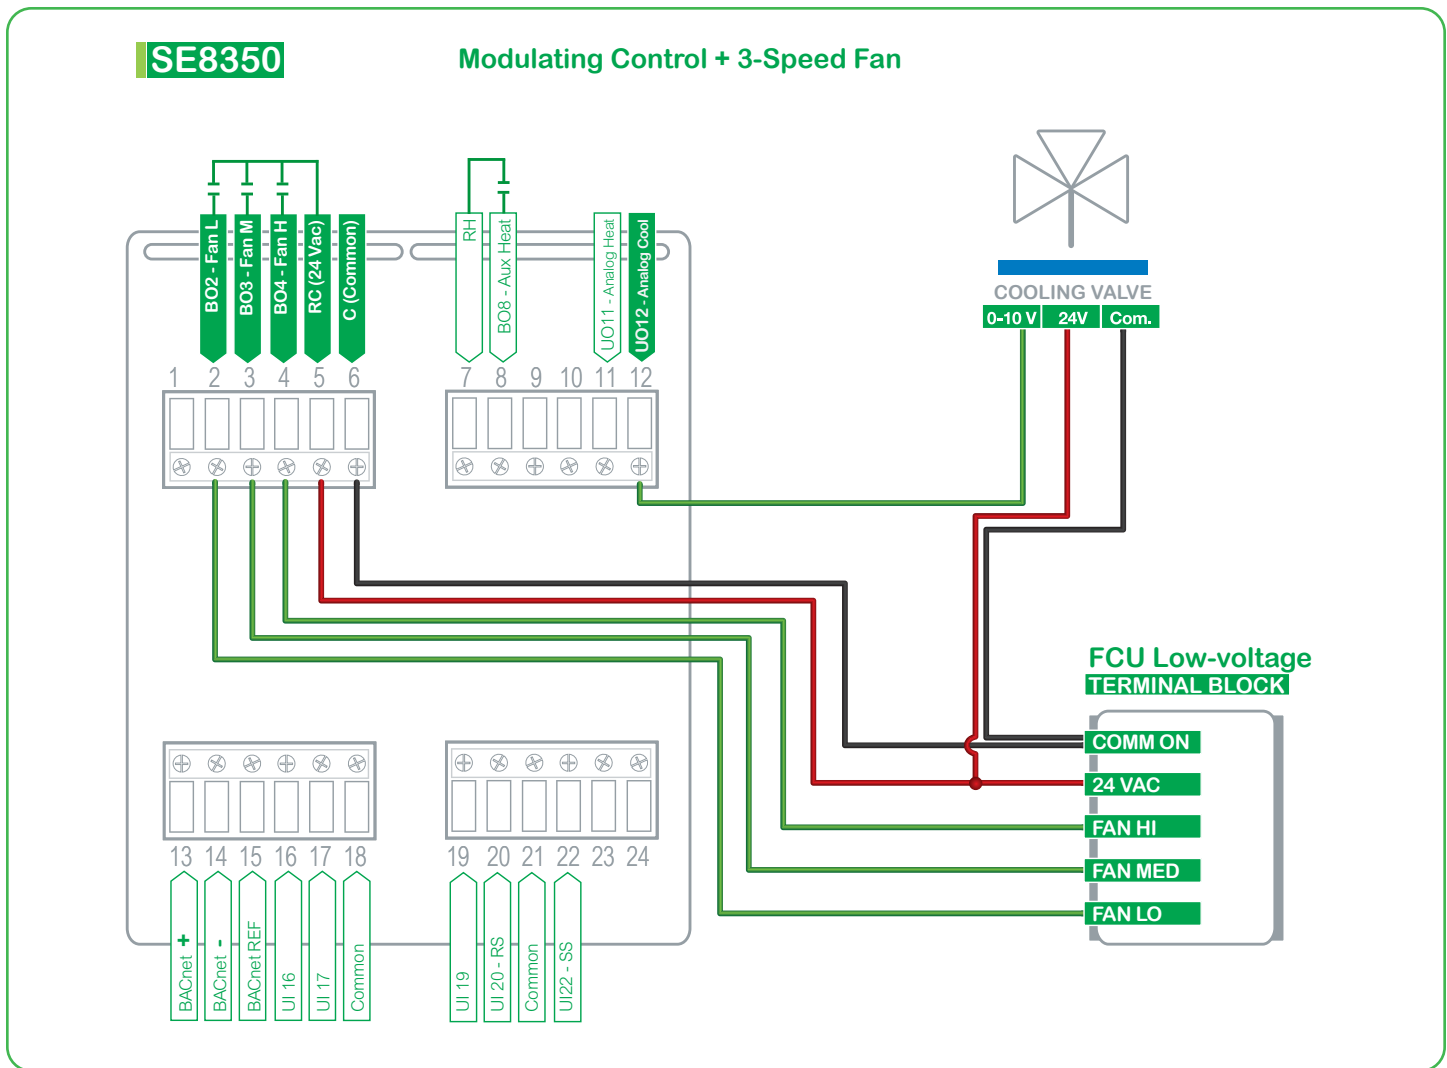 SE8350
Modulating Control + 3-Speed Fan
BO2 - Fan L
BO3 - Fan M
BO4 - Fan H
RC (24 Vac)
C (Common)
RH
BO8 - Aux Heat
UO11 - Analog Heat
UO12 - Analog Cool
1 2 3 4 5 6
7 8 9 10 11 12
COOLING VALVE
0-10 V 24V Com.
FCU Low-voltage
TERMINAL BLOCK
COMM ON
24 VAC
FAN HI
FAN MED
FAN LO
13 14 15 16 17 18
19 20 21 22 23 24
BACnet +
BACnet -
BACnet REF
UI 16
UI 17
Common
UI 19
UI 20 - RS
Common
UI22 - SS